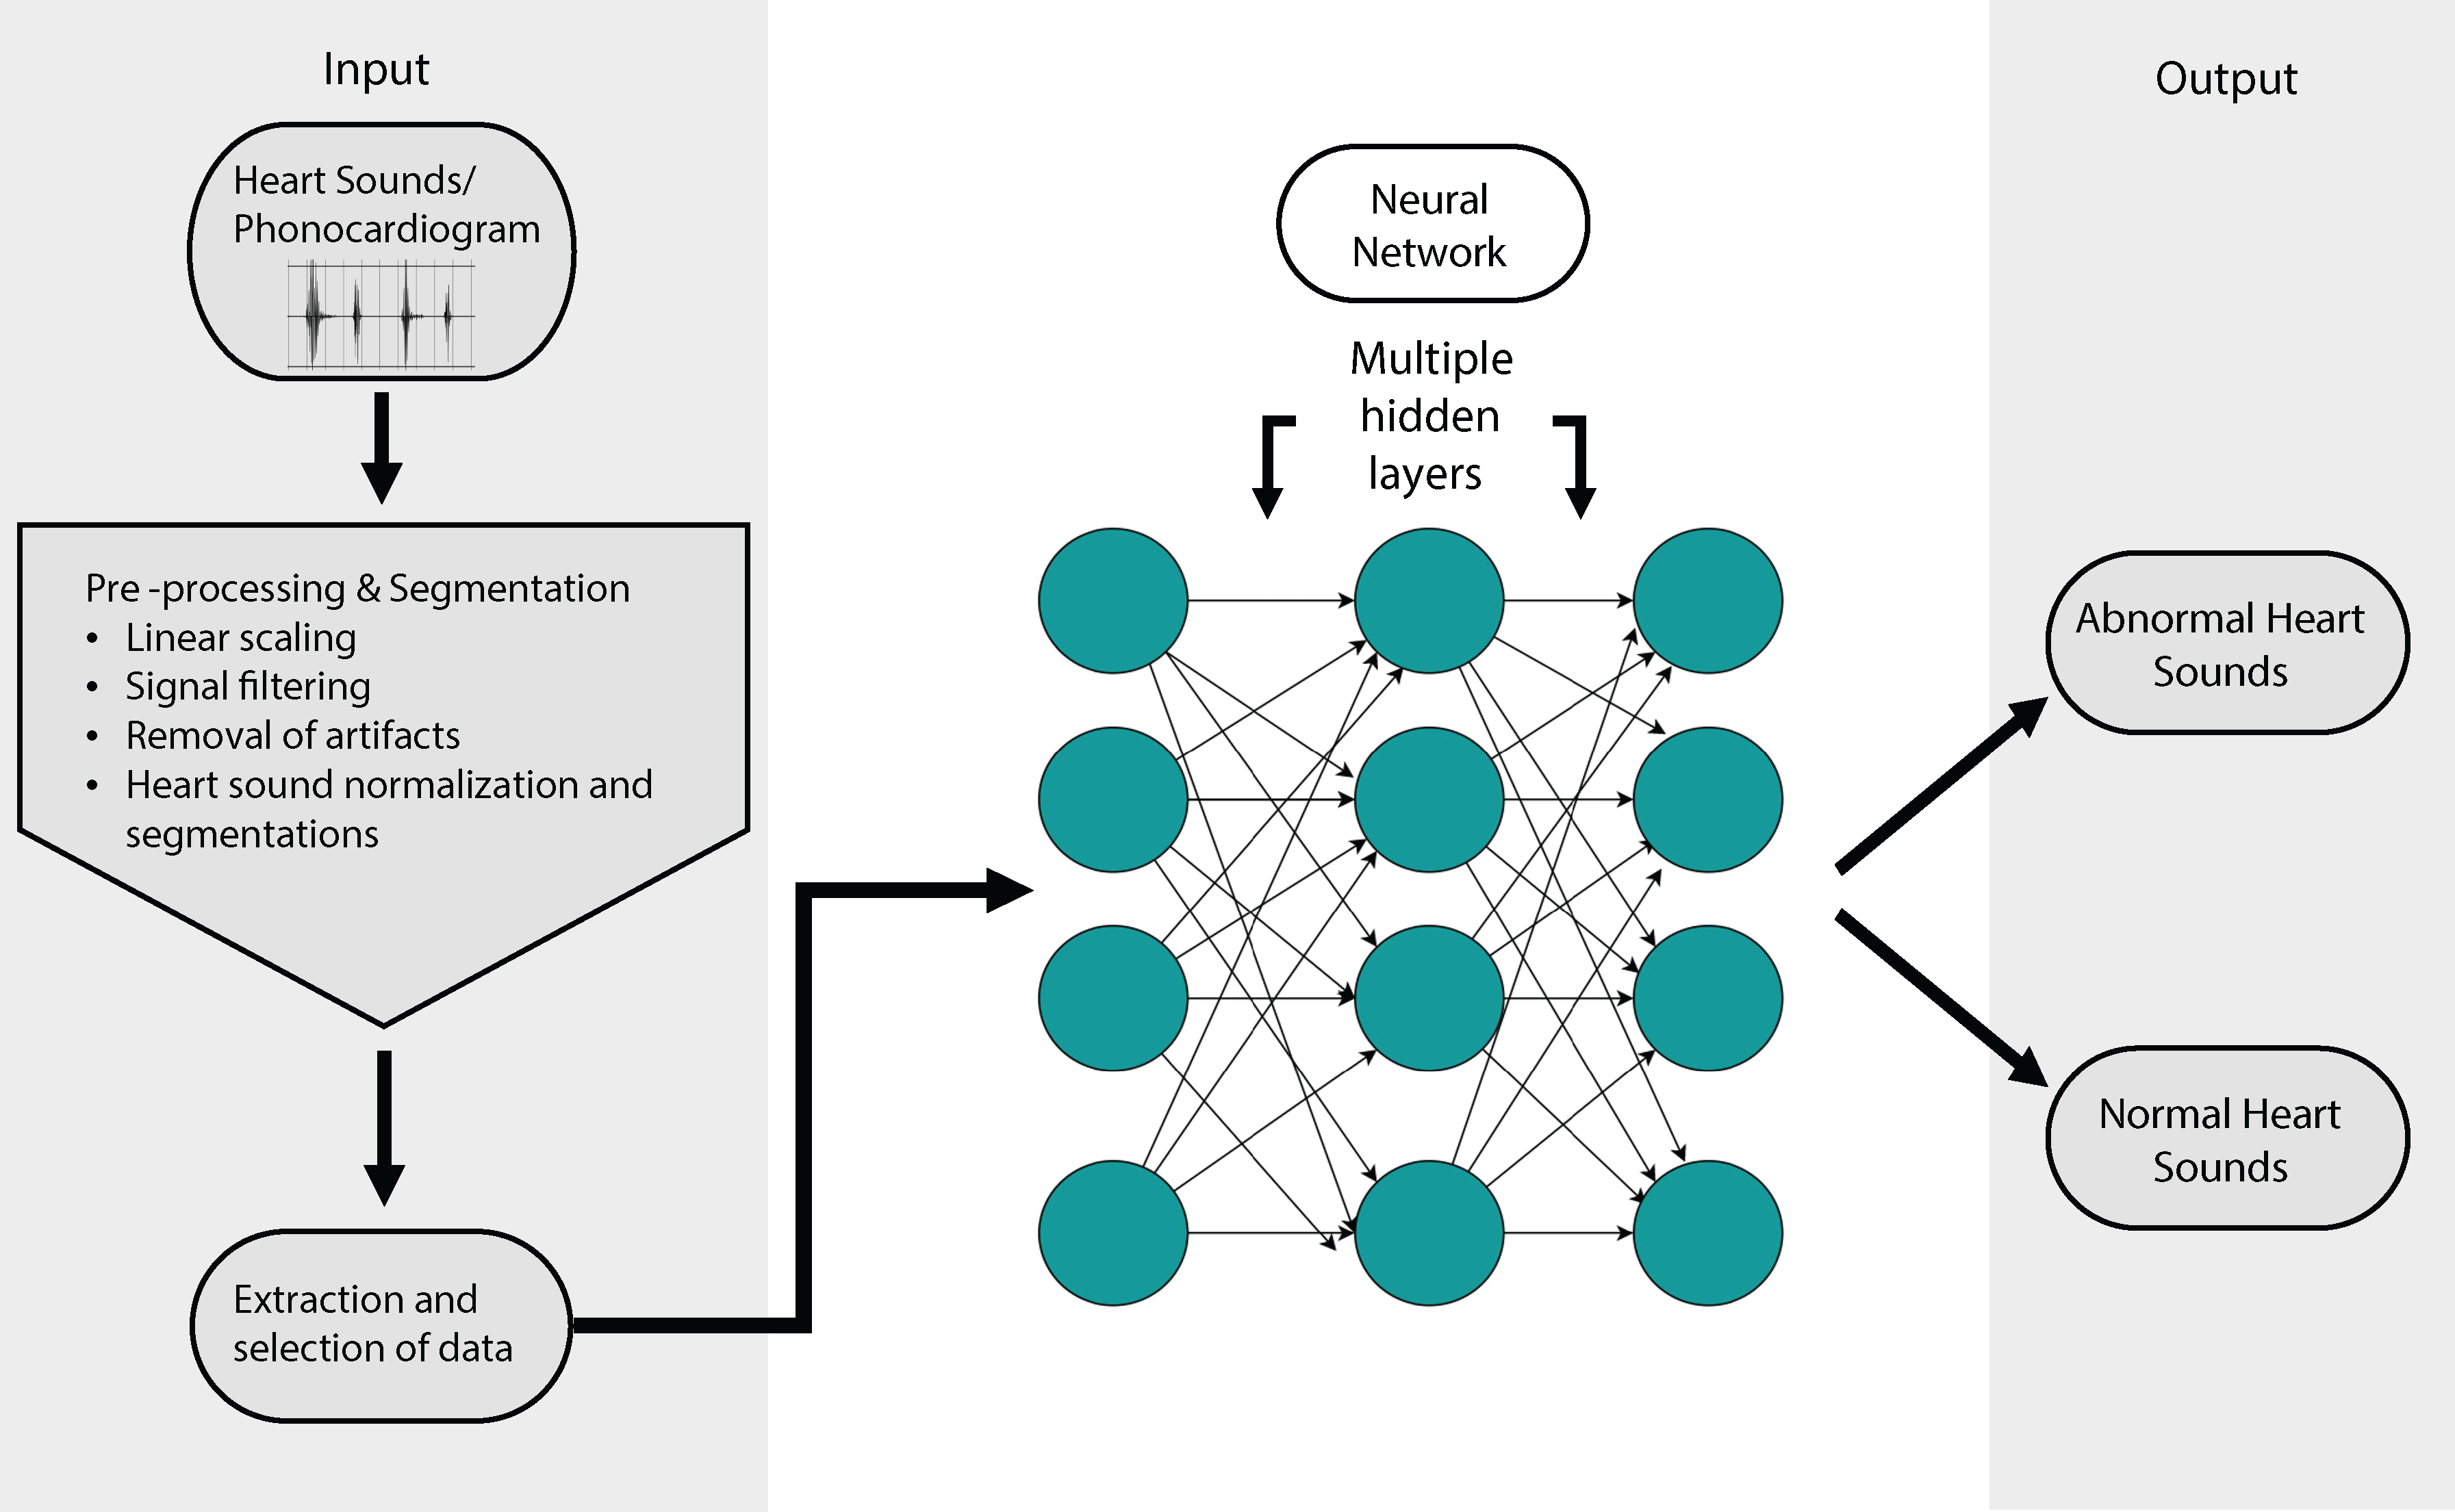 Input
Heart Sounds/
Phonocardiogram
Pre -processing & Segmentation
• Linear scaling
• Signal filtering
• Removal of artifacts
• Heart sound normalization and
segmentations
Extraction and
selection of data
Neural
Network
Multiple
hidden
layers
Output
Abnormal Heart
Sounds
Normal Heart
Sounds